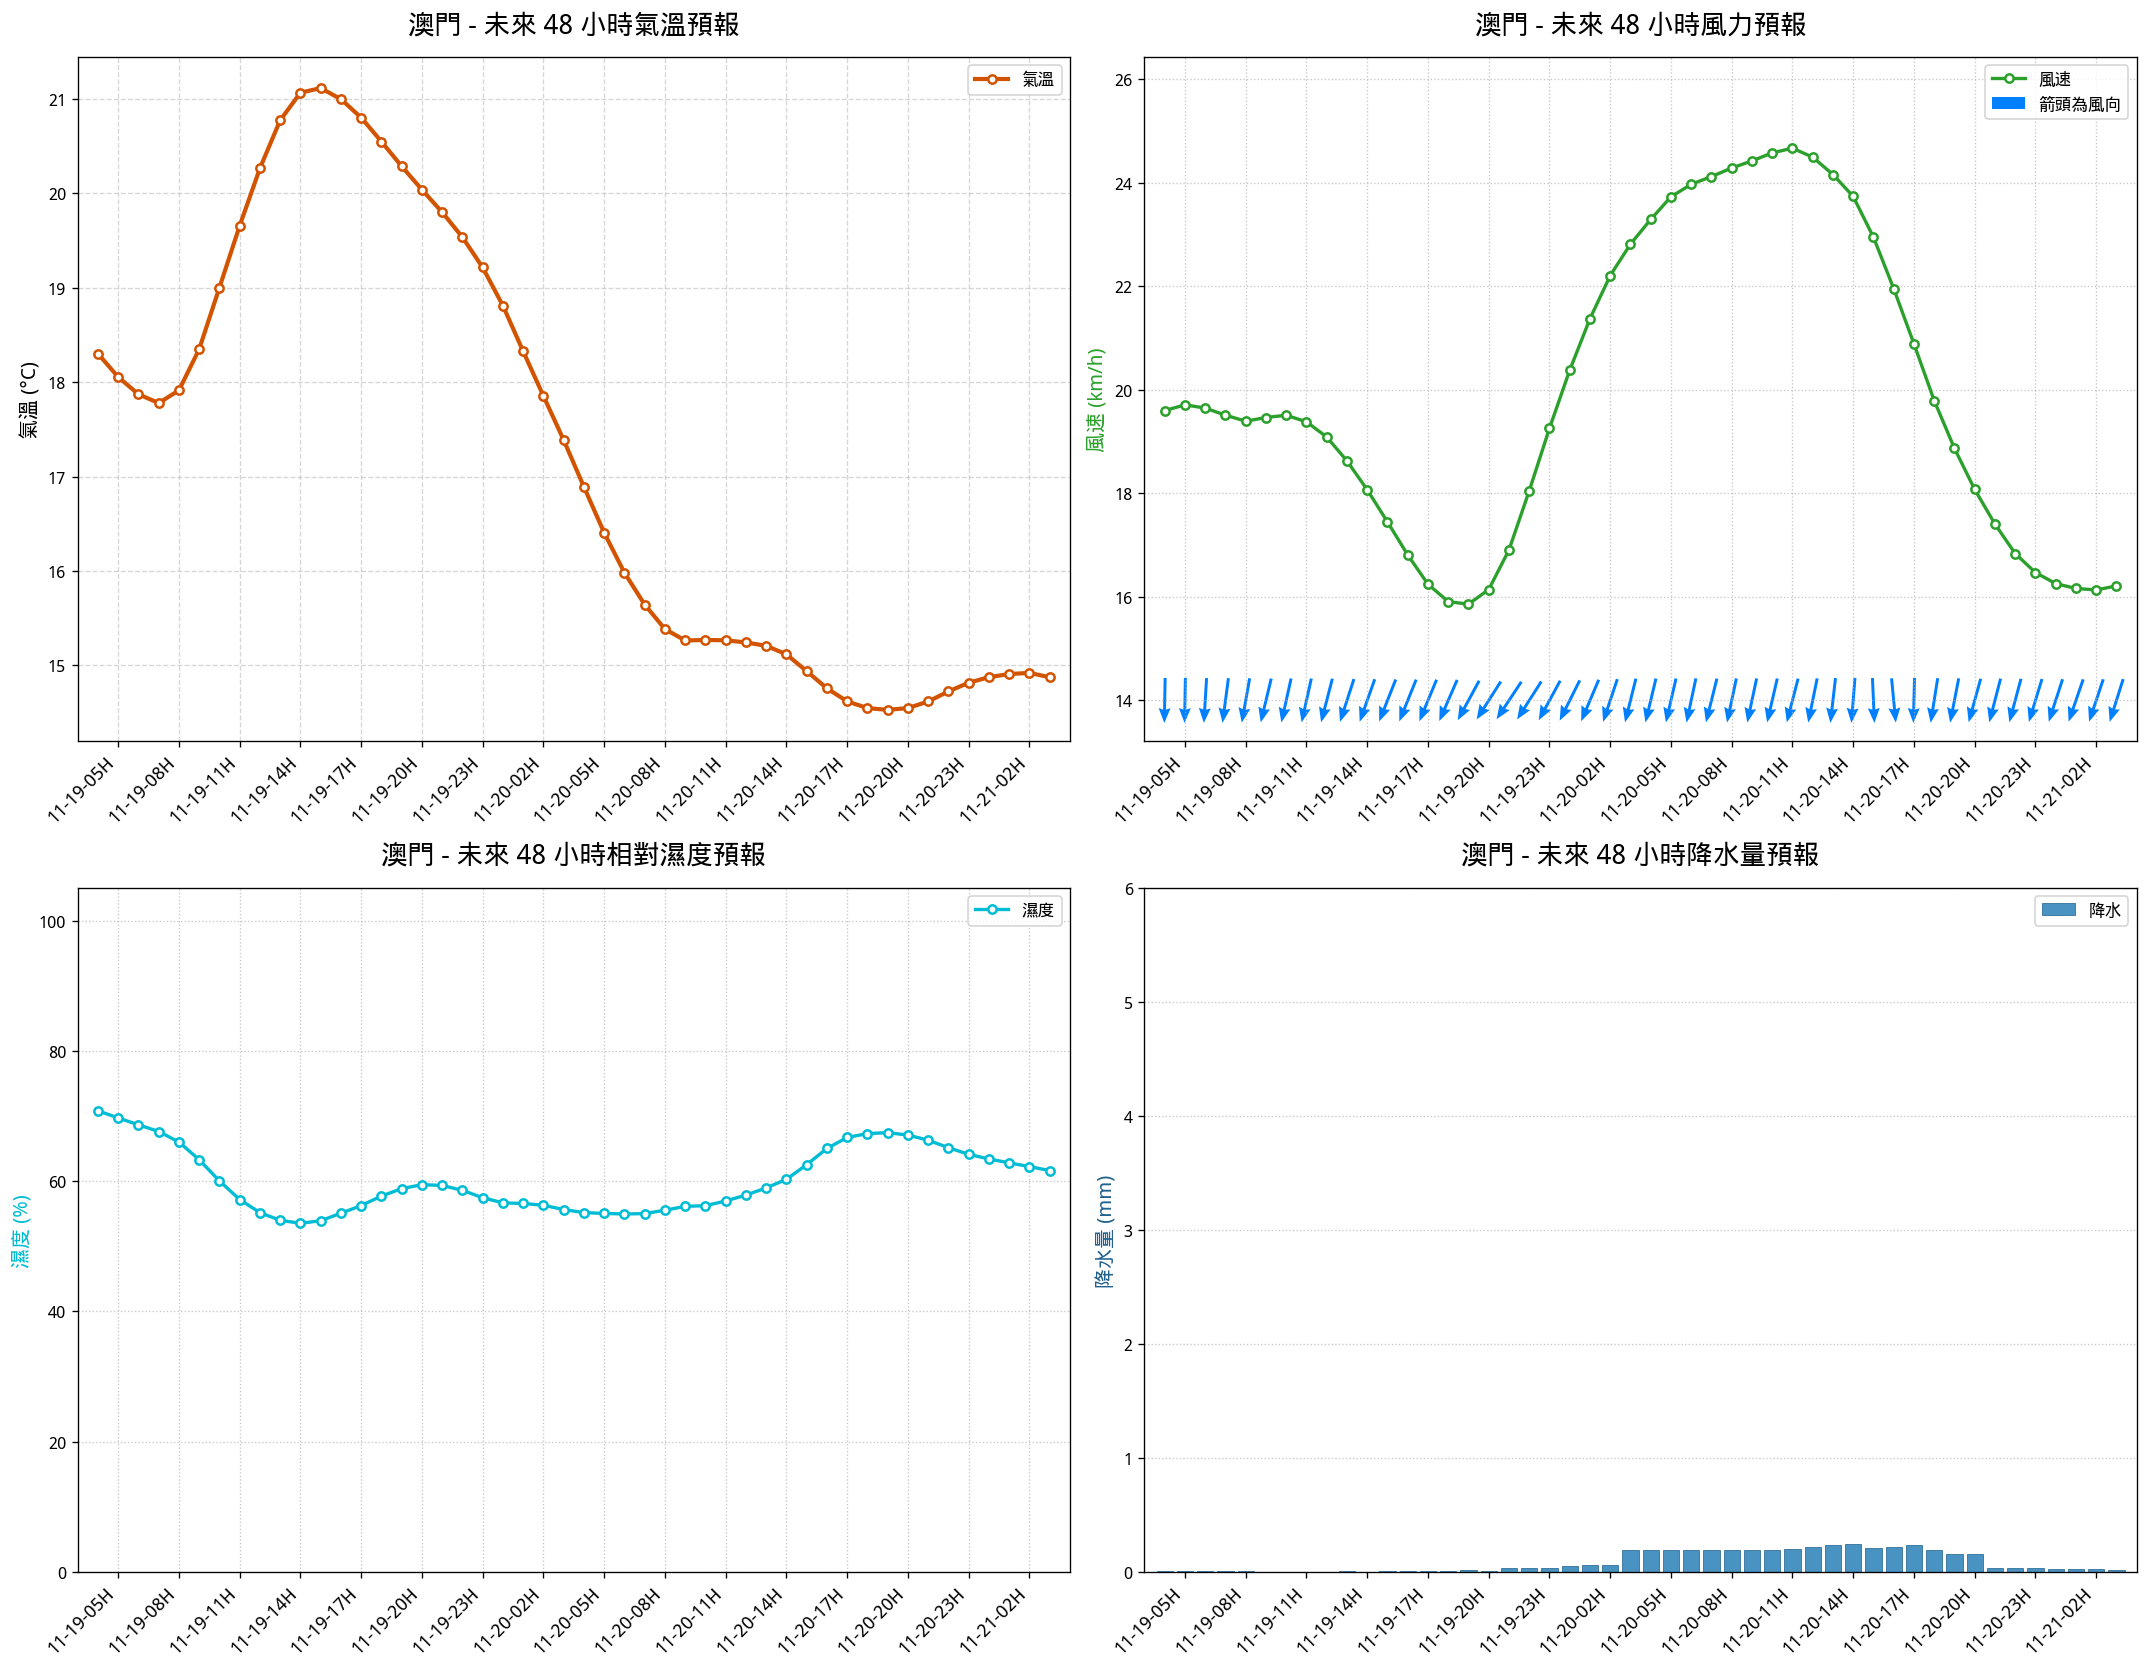 澳門 - 未來 48 小時氣溫預報
氣溫 (°C)
21
20
19
18
17
16
15
氣溫
11-19-05H
11-19-08H
11-19-11H
11-19-14H
11-19-17H
11-19-20H
11-19-23H
11-20-02H
11-20-05H
11-20-08H
11-20-11H
11-20-14H
11-20-17H
11-20-20H
11-20-23H
11-21-02H
澳門 - 未來 48 小時風力預報
風速 (km/h)
26
24
22
20
18
16
14
風速
箭頭為風向
11-19-05H
11-19-08H
11-19-11H
11-19-14H
11-19-17H
11-19-20H
11-19-23H
11-20-02H
11-20-05H
11-20-08H
11-20-11H
11-20-14H
11-20-17H
11-20-20H
11-20-23H
11-21-02H
澳門 - 未來 48 小時相對濕度預報
濕度 (%)
100
80
60
40
20
0
濕度
11-19-05H
11-19-08H
11-19-11H
11-19-14H
11-19-17H
11-19-20H
11-19-23H
11-20-02H
11-20-05H
11-20-08H
11-20-11H
11-20-14H
11-20-17H
11-20-20H
11-20-23H
11-21-02H
澳門 - 未來 48 小時降水量預報
降水量 (mm)
6
5
4
3
2
1
0
降水
11-19-05H
11-19-08H
11-19-11H
11-19-14H
11-19-17H
11-19-20H
11-19-23H
11-20-02H
11-20-05H
11-20-08H
11-20-11H
11-20-14H
11-20-17H
11-20-20H
11-20-23H
11-21-02H